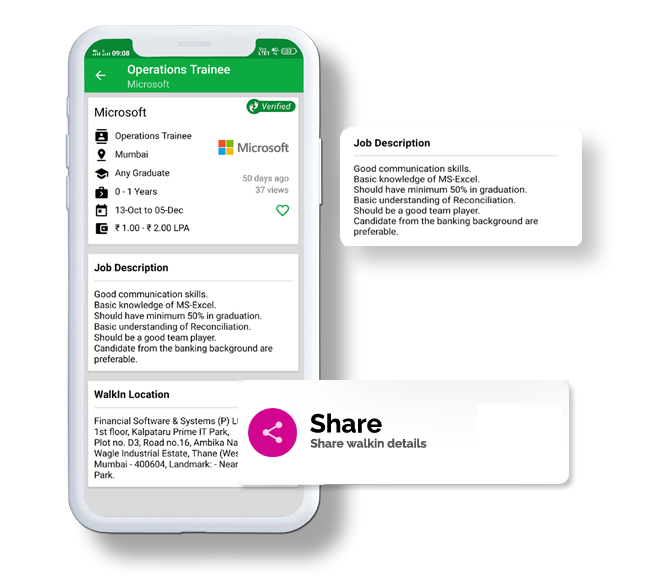 09:08
Operations Trainee
Microsoft
Microsoft
Verified
Operations Trainee
Mumbai
Microsoft
Any Graduate
50 days ago
0 - 1 Years
37 views
13-Oct to 05-Dec
₹ 1.00 - ₹ 2.00 LPA
Job Description
Good communication skills.
Basic knowledge of MS-Excel.
Should have minimum 50% in graduation.
Basic understanding of Reconciliation.
Should be a good team player.
Candidate from the banking background are
preferable.
WalkIn Location
Financial Software & Systems (P)
1st floor, Kalpataru Prime IT Park,
Plot no. D3, Road no.16, Ambika
Wagle Industrial Estate, Thane
Mumbai - 400604, Landmark: - Near
Park.
Job Description
Good communication skills.
Basic knowledge of MS-Excel.
Should have minimum 50% in graduation.
Basic understanding of Reconciliation.
Should be a good team player.
Candidate from the banking background are
preferable.
Share
Share walkin details